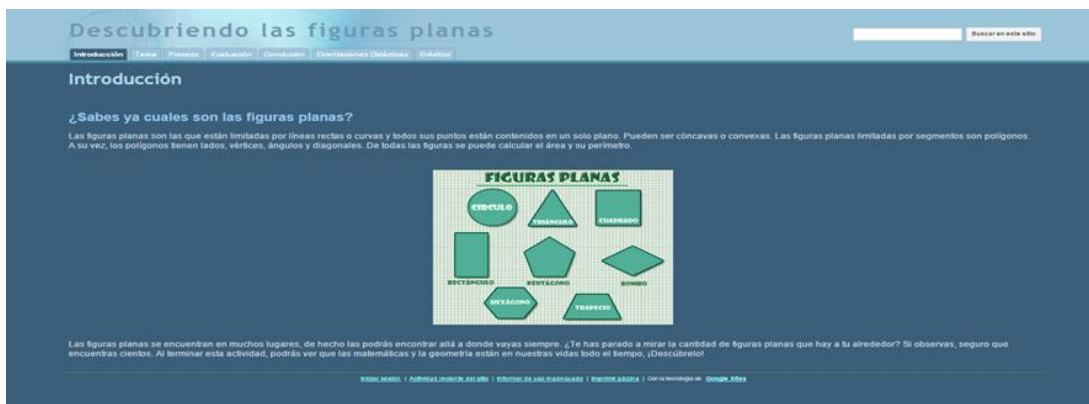 Descubriendo las figuras planas
Buscar en este sitio
Introducción Tarea Proceso Evaluación Conclusión Orientaciones Didácticas Créditos
Introducción
¿Sabes ya cuales son las figuras planas?
Las figuras planas son las que están limitadas por líneas rectas o curvas y todos sus puntos están contenidos en un solo plano. Pueden ser cóncavas o convexas. Las figuras planas limitadas por segmentos son polígonos.
A su vez, los polígonos tienen lados, vértices, ángulos y diagonales. De todas las figuras se puede calcular el área y su perímetro.
FIGURAS PLANAS
CIRCULO
TRIÁNGULO
CUADRADO
RECTÁNGULO
PENTÁGONO
ROMBO
HEXÁGONO
TRAPECIO
Las figuras planas se encuentran en muchos lugares, de hecho las podrás encontrar allá a donde vayas siempre. ¿Te has parado a mirar la cantidad de figuras planas que hay a tu alrededor? Si observas, seguro que
encuentras cientos. Al terminar esta actividad, podrás ver que las matemáticas y la geometría están en nuestras vidas todo el tiempo, ¡Descúbrelo!
Iniciar sesión | Actividad reciente del sitio | Informar de uso inadecuado | Imprimir página | Con la tecnología de Google Sites